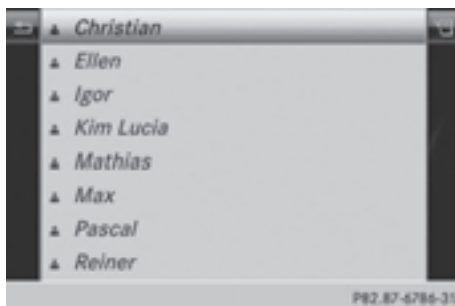 Christian
Ellen
Igor
Kim Lucia
Mathias
Max
Pascal
Reiner
P82.87-6786-31